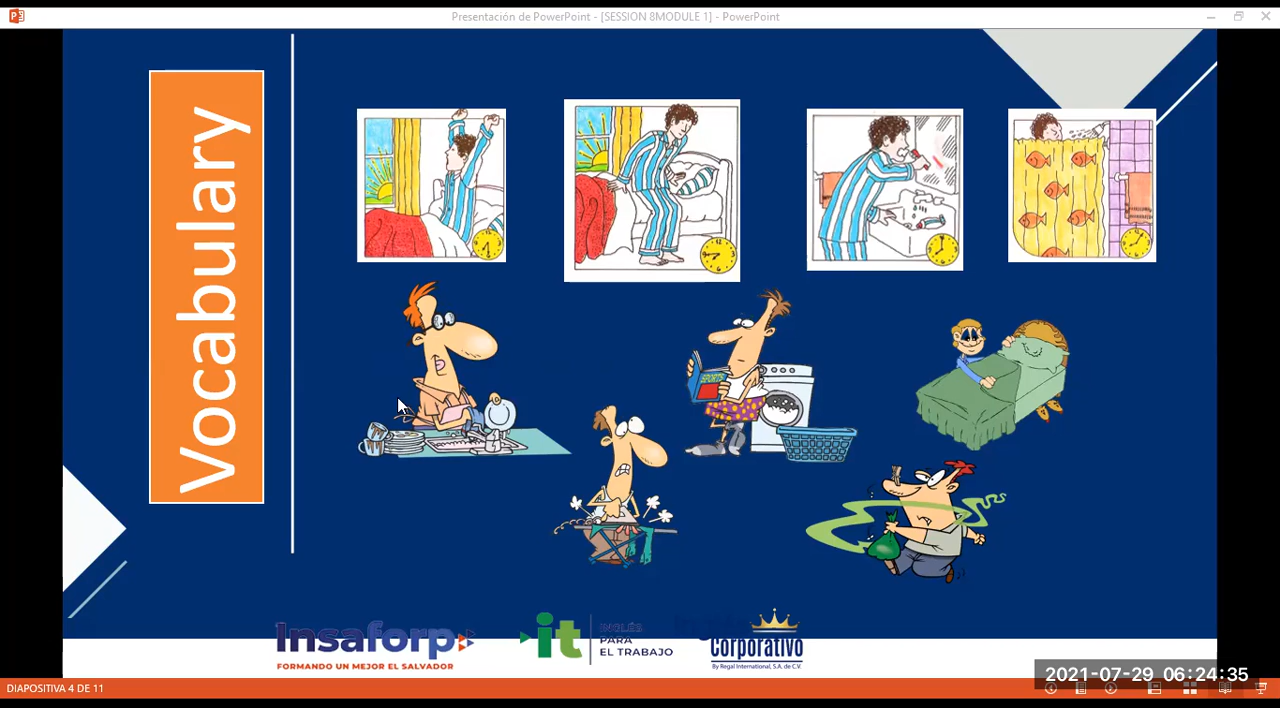 Presentación de PowerPoint - [SESSION 8MODULE 1] - PowerPoint
Vocabulary
SPORTS
Insaforp
FORMANDO UN MEJOR EL SALVADOR
it
INGLÉS
PARA
EL TRABAJO
Corporativo
By Regal International, S.A. de C.V.
2021-07-29 06:24:35
DIAPOSITIVA 4 DE 11